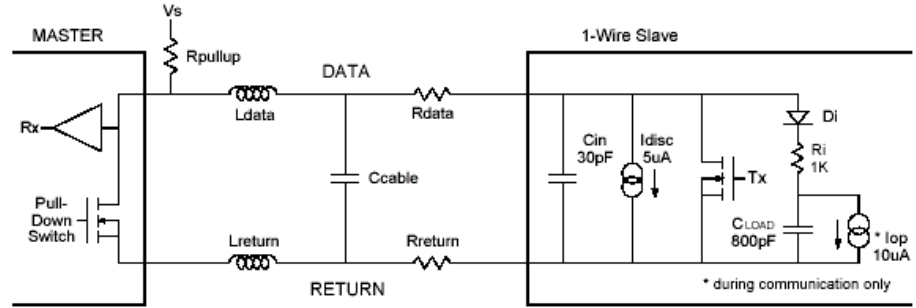 Vs
MASTER
Rpullup
1-Wire Slave
DATA
Rx
Ldata
Rdata
Di
Cin
30pF
Idisc
5uA
Ri
1K
Tx
Ccable
Pull-
Down
Switch
CLOAD
800pF
* Iop
10uA
Lreturn
Rreturn
RETURN
* during communication only